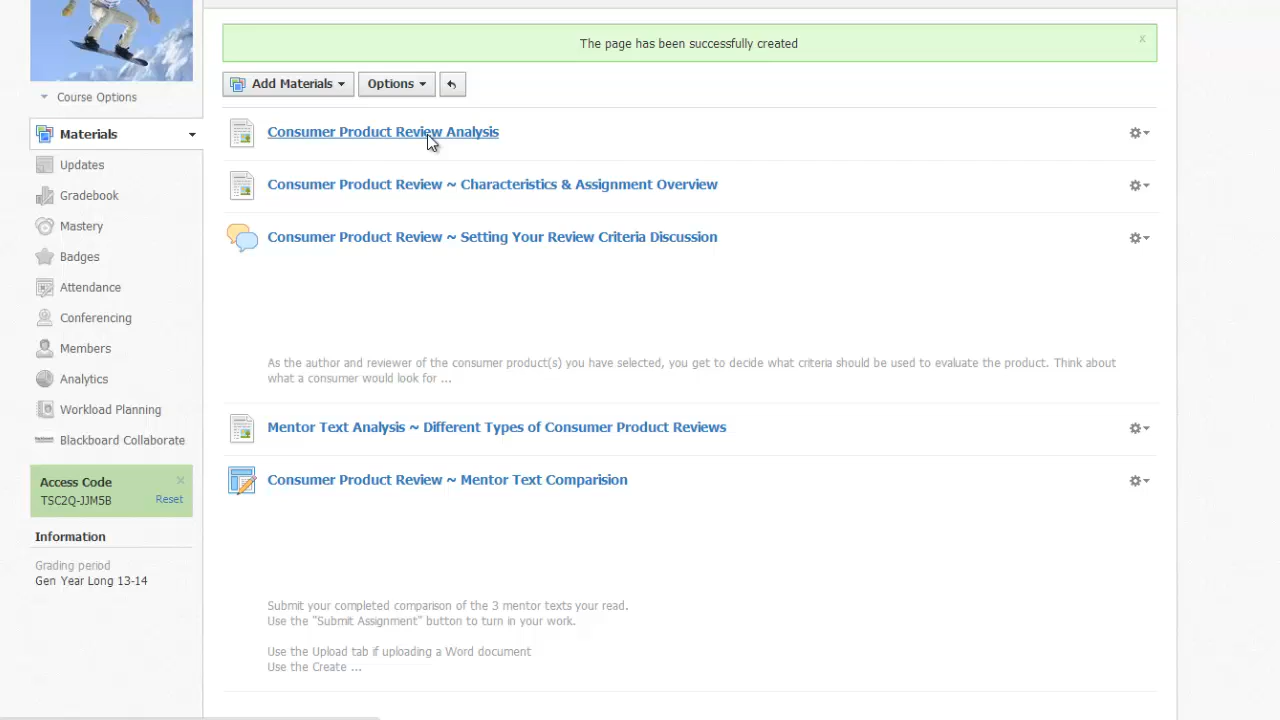 The page has been successfully created
x
Add Materials
Options
Course Options
Materials
Updates
Gradebook
Mastery
Badges
Attendance
Conferencing
Members
Analytics
Workload Planning
Blackboard Collaborate
Access Code
x
TSC2Q-JJM5B
Reset
Information
Grading period
Gen Year Long 13-14
Consumer Product Review Analysis
Consumer Product Review ~ Characteristics & Assignment Overview
Consumer Product Review ~ Setting Your Review Criteria Discussion
As the author and reviewer of the consumer product(s) you have selected, you get to decide what criteria should be used to evaluate the product. Think about
what a consumer would look for ...
Mentor Text Analysis ~ Different Types of Consumer Product Reviews
Consumer Product Review ~ Mentor Text Comparision
Submit your completed comparison of the 3 mentor texts your read.
Use the "Submit Assignment" button to turn in your work.
Use the Upload tab if uploading a Word document
Use the Create ...